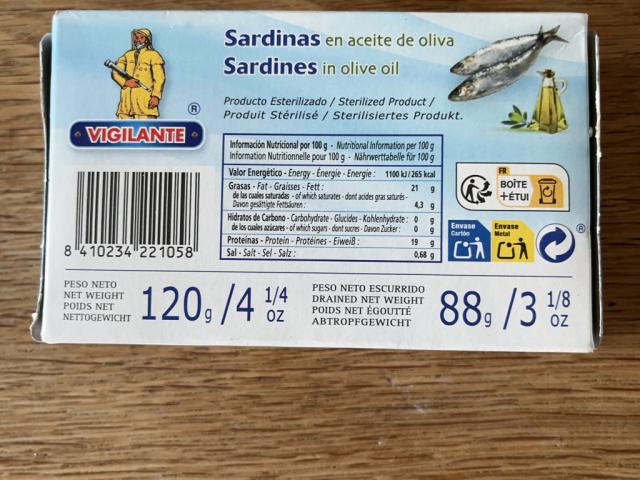 Sardinas en aceite de oliva
Sardines in olive oil
Producto Esterilizado / Sterilized Product /
Produit Stérilisé / Sterilisiertes Produkt.
®
VIGILANTE
Información Nutricional por 100 g - Nutritional Information per 100 g
Information Nutritionnelle pour 100 g - Nährwerttabelle für 100 g
Valor Energético - Energy - Énergie - Energie : 1100 kJ/265 kcal
Grasas - Fat - Graisses - Fett : 21 g
de las cuales saturadas - of which saturates - dont acides gras saturés -
Davon gesättigte Fettsäuren : 4,3 g
Hidratos de Carbono - Carbohydrate - Glucides - Kohlenhydrate : 0 g
de los cuales azúcares - of which sugars - dont sucres - Davon Zucker : 0 g
Proteínas - Protein - Protéines - Eiweiß : 19 g
Sal - Salt - Sel - Salz : 0,68 g
FR
BOÎTE
+ÉTUI
Envase
Cartón
Envase
Metal
®
8 410234 221058
PESO NETO
NET WEIGHT
POIDS NET
NETTOGEWICHT
120g /4 1/4 OZ
PESO NETO ESCURRIDO
DRAINED NET WEIGHT
POIDS NET ÉGOUTTÉ
ABTROPFGEWICHT
88g /3 1/8 OZ